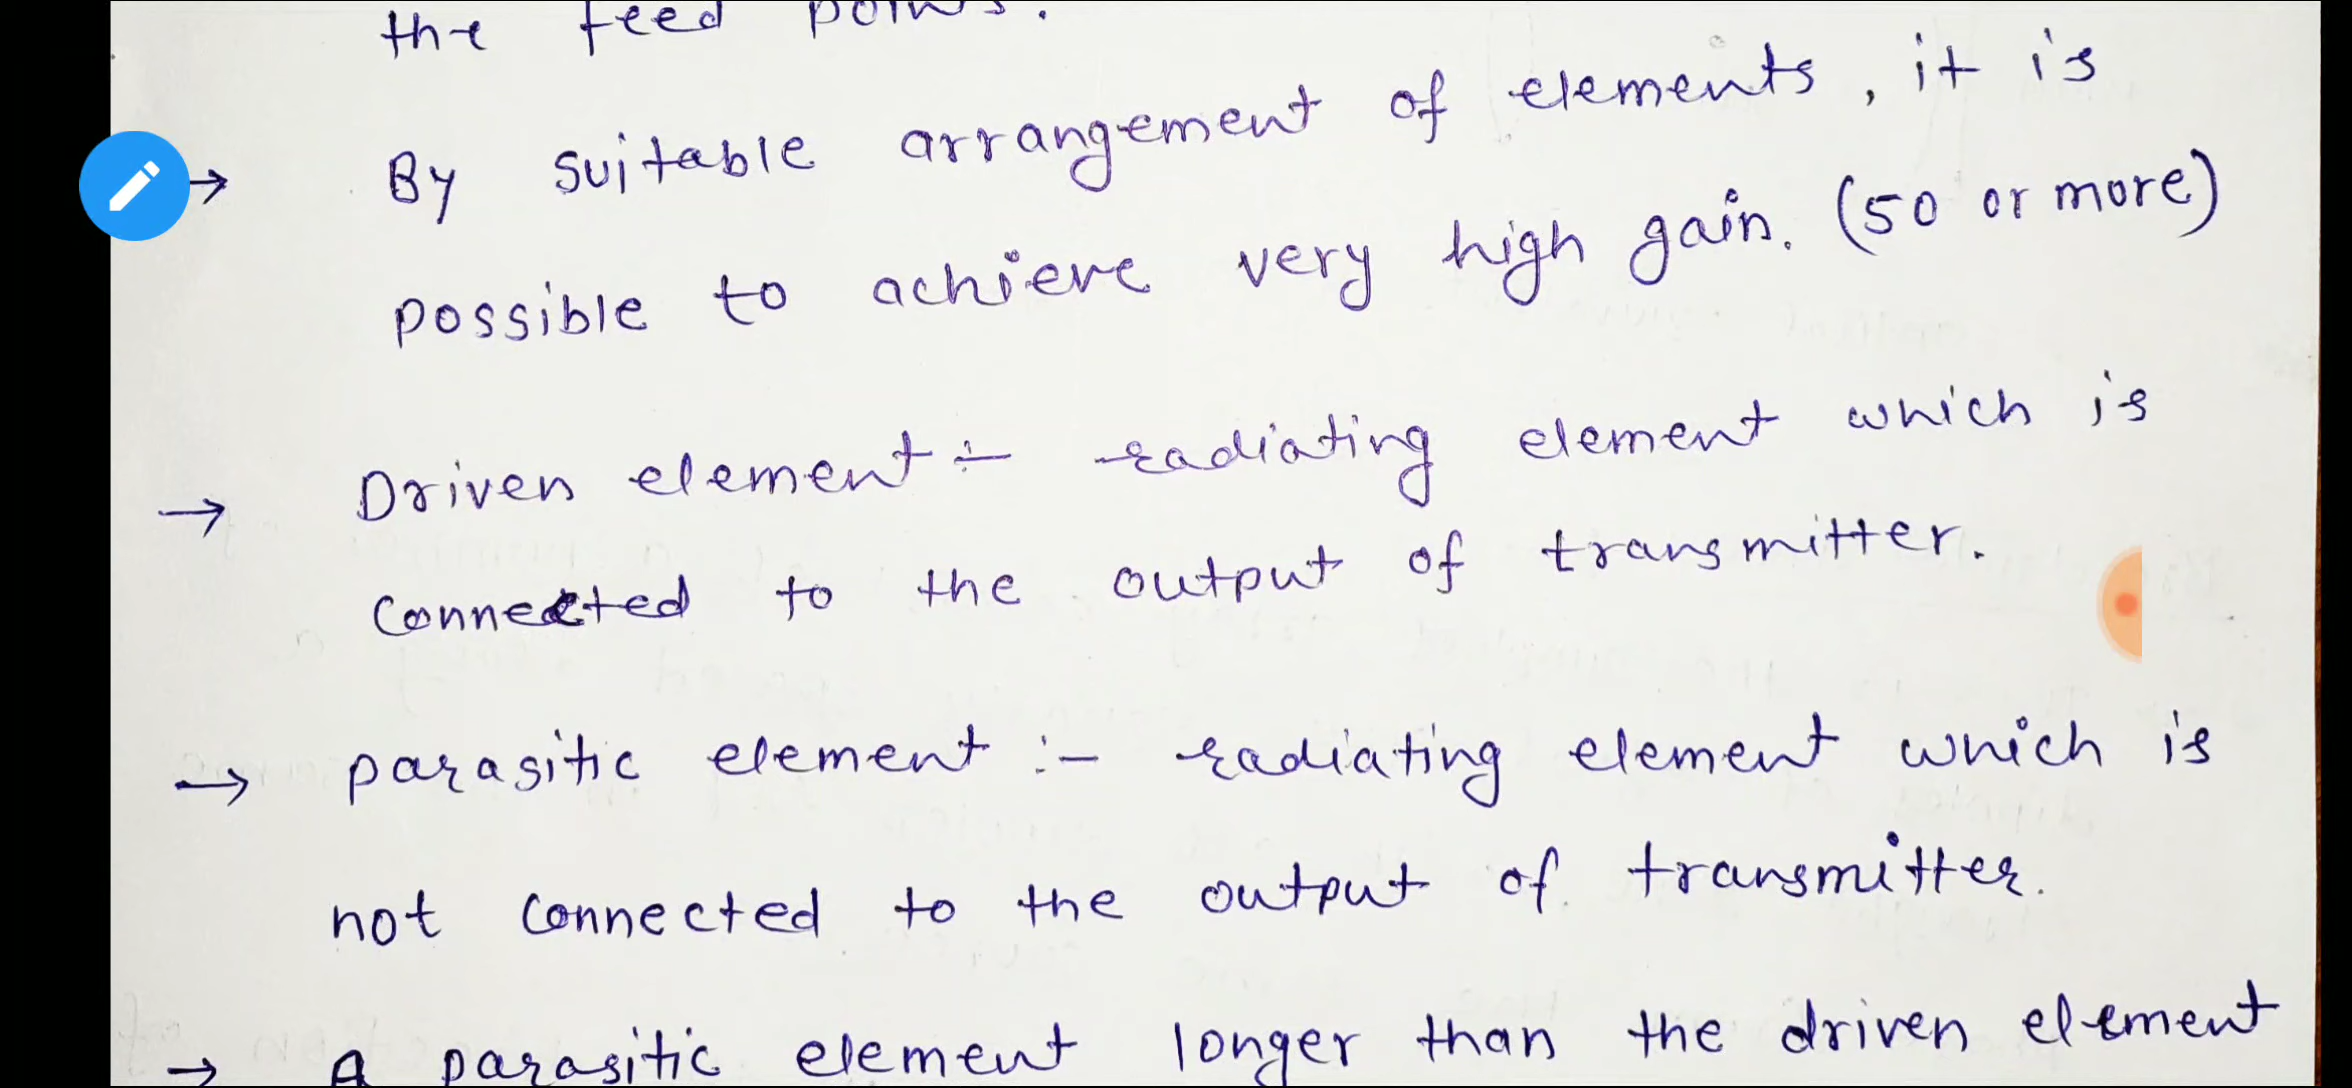 the feed points.
→ By suitable arrangement of elements, it is
possible to achieve very high gain. (50 or more)
→ Driven element :- radiating element which is
connected to the output of transmitter.
→ parasitic element :- radiating element which is
not connected to the output of transmitter.
→ A parasitic element longer than the driven element